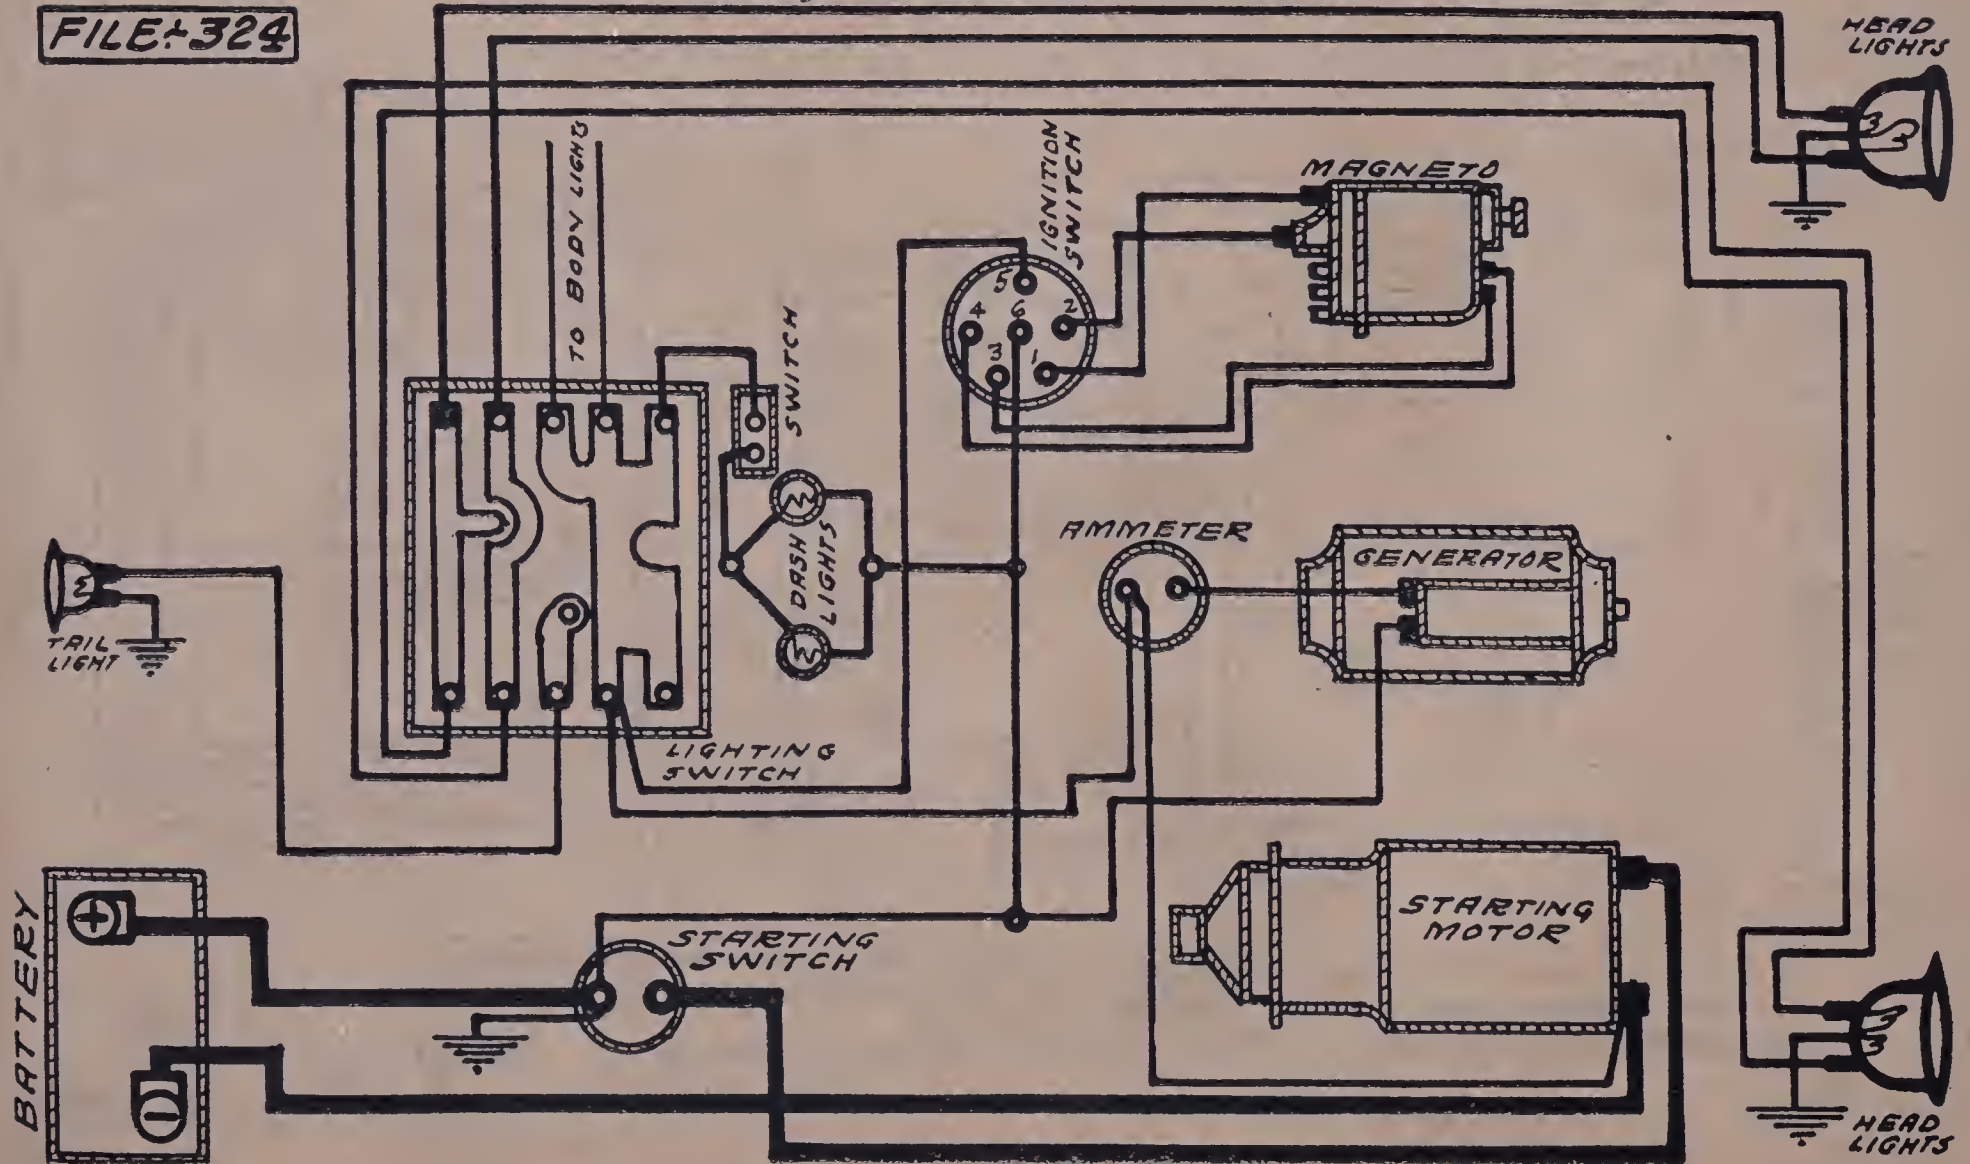 FILE:-324
HEAD
LIGHTS
TO BODY LIGHTS
IGNITION
SWITCH
MAGNETO
5
4
6
2
3
1
SWITCH
DASH
LIGHTS
AMMETER
GENERATOR
TAIL
LIGHT
LIGHTING
SWITCH
BATTERY
+
-
STARTING
SWITCH
STARTING
MOTOR
HEAD
LIGHTS